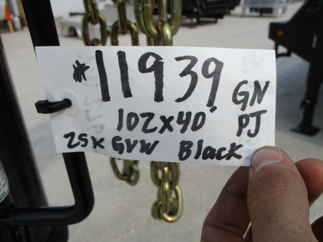 #11939 GN
102x40' PJ
25K GVW Black